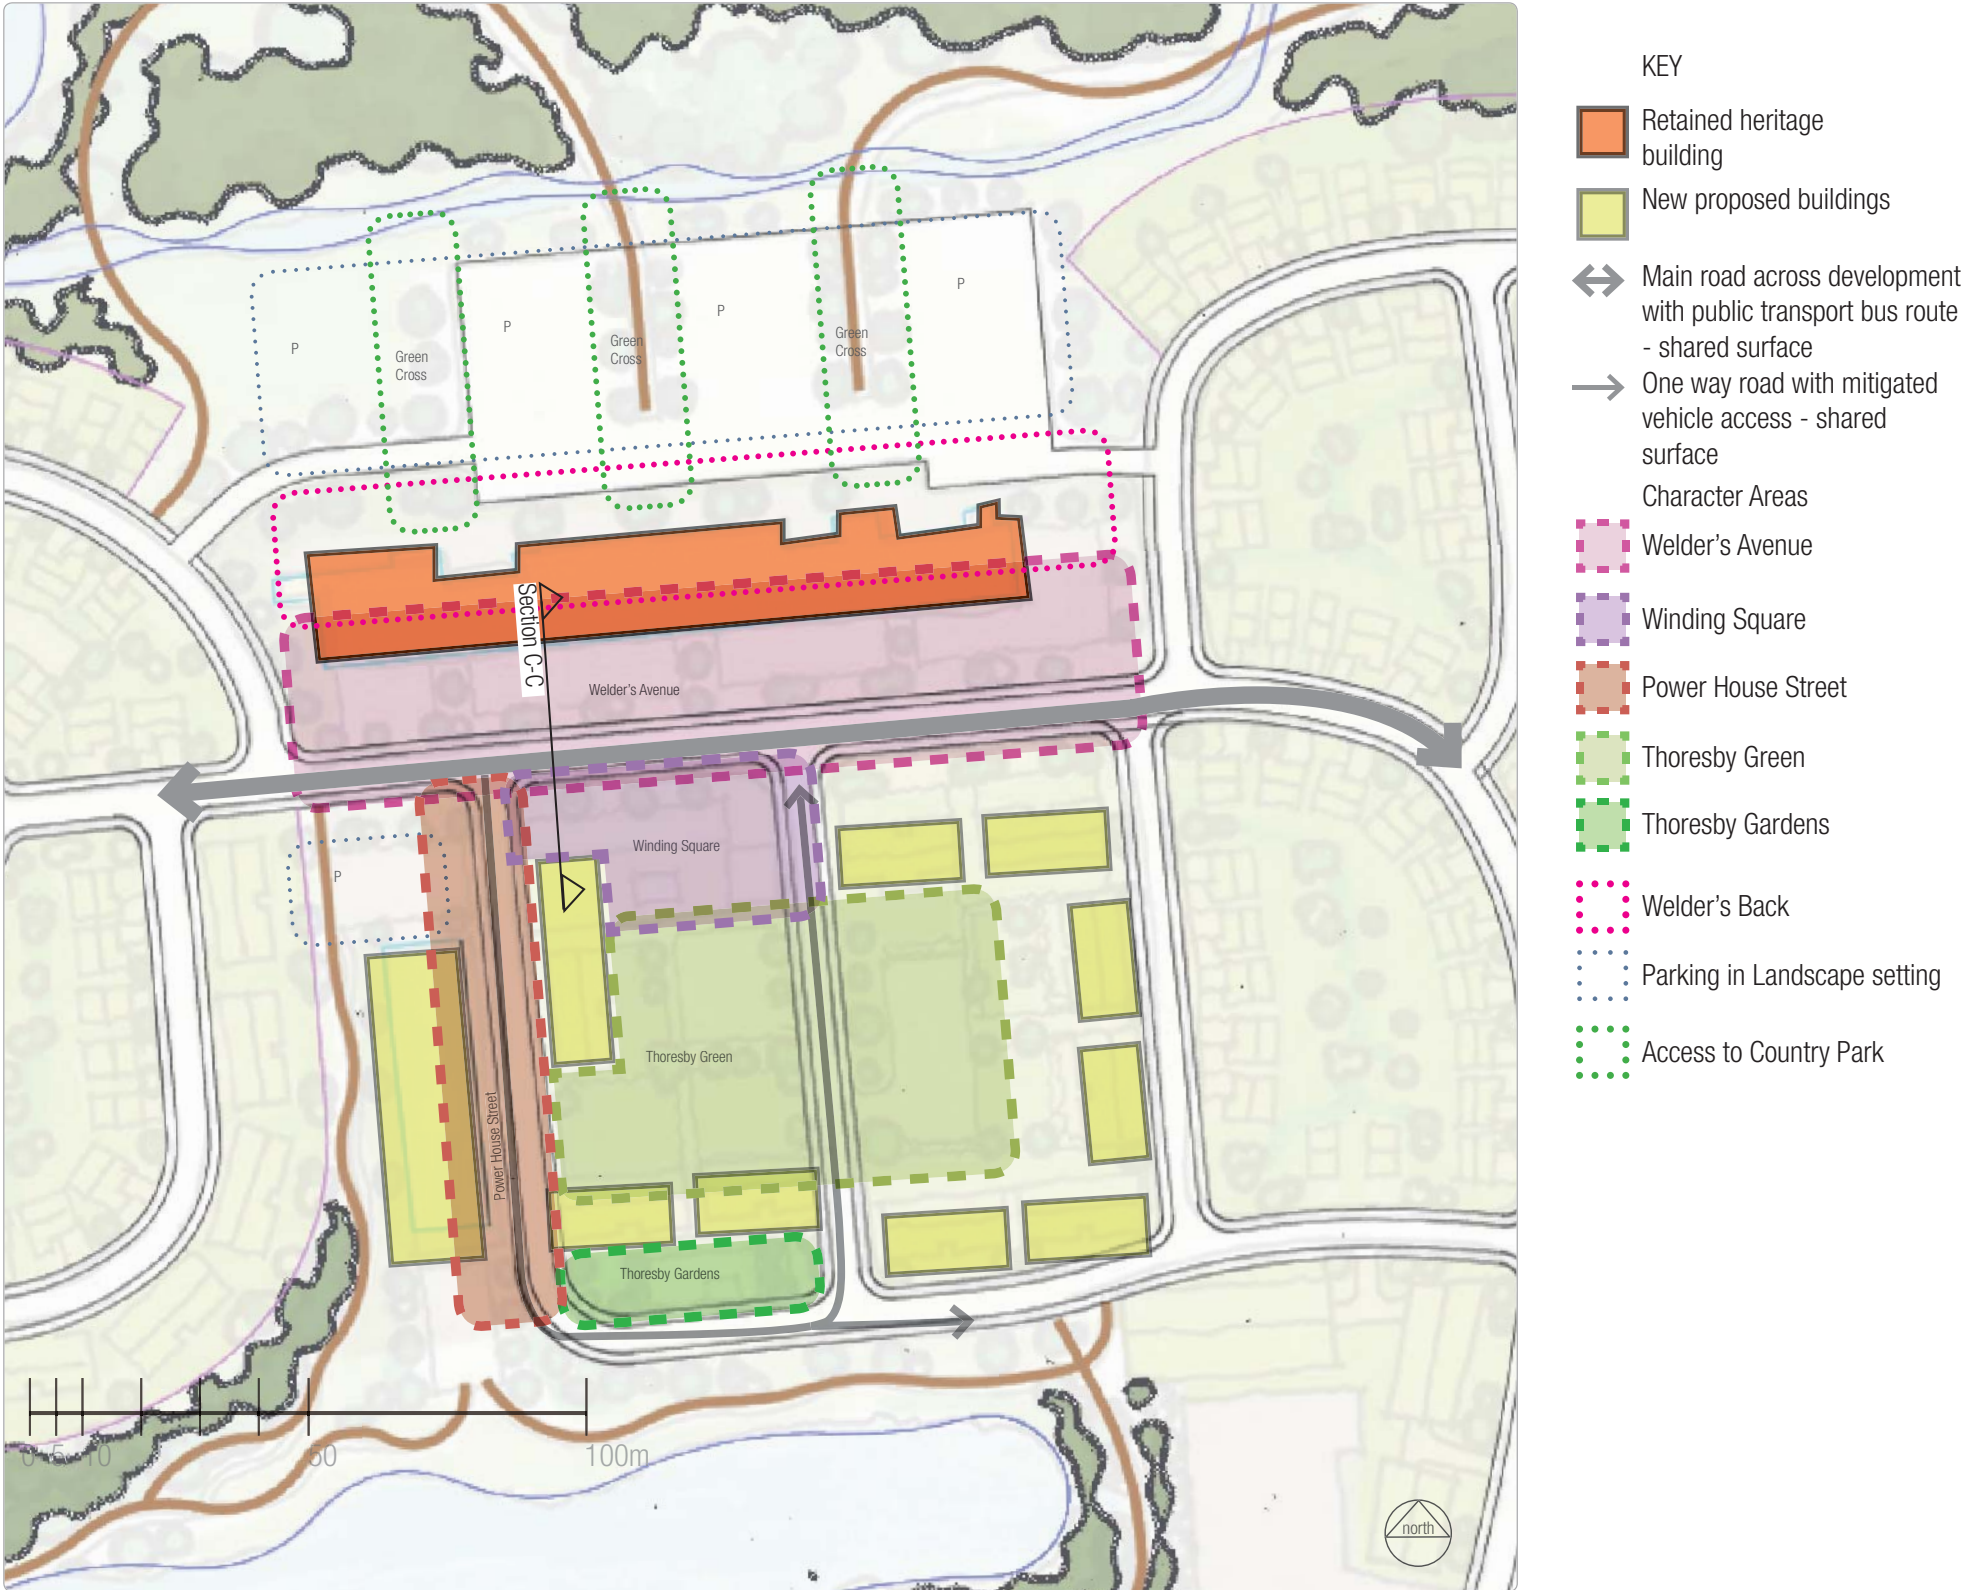 P
P
P
P
Green
Cross
Green
Cross
Green
Cross
Section C-C
Welder's Avenue
Winding Square
P
Thoresby Green
Power House Street
Thoresby Gardens
0 5 10 50 100m
north
KEY
Retained heritage
building
New proposed buildings
Main road across development
with public transport bus route
- shared surface
One way road with mitigated
vehicle access - shared
surface
Character Areas
Welder's Avenue
Winding Square
Power House Street
Thoresby Green
Thoresby Gardens
Welder's Back
Parking in Landscape setting
Access to Country Park